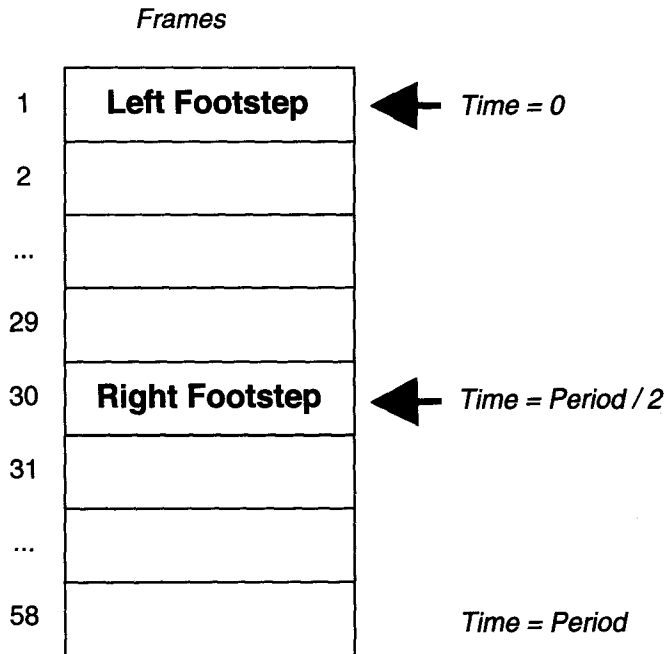 Frames
1 Left Footstep Time = 0
2
...
29
30 Right Footstep Time = Period / 2
31
...
58 Time = Period